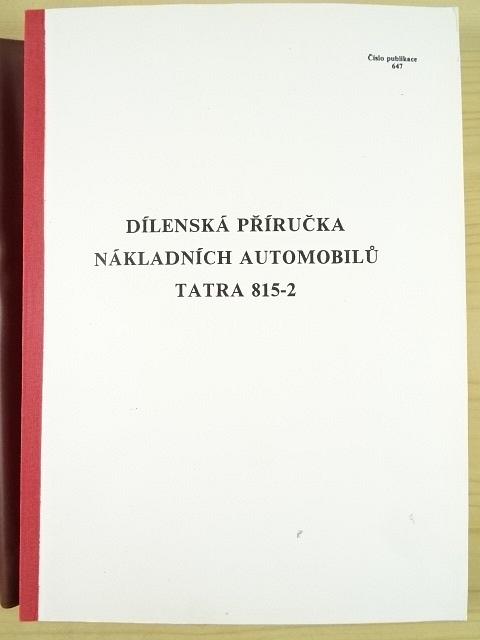 Číslo publikace
647
DÍLENSKÁ PŘÍRUČKA
NÁKLADNÍCH AUTOMOBILŮ
TATRA 815-2